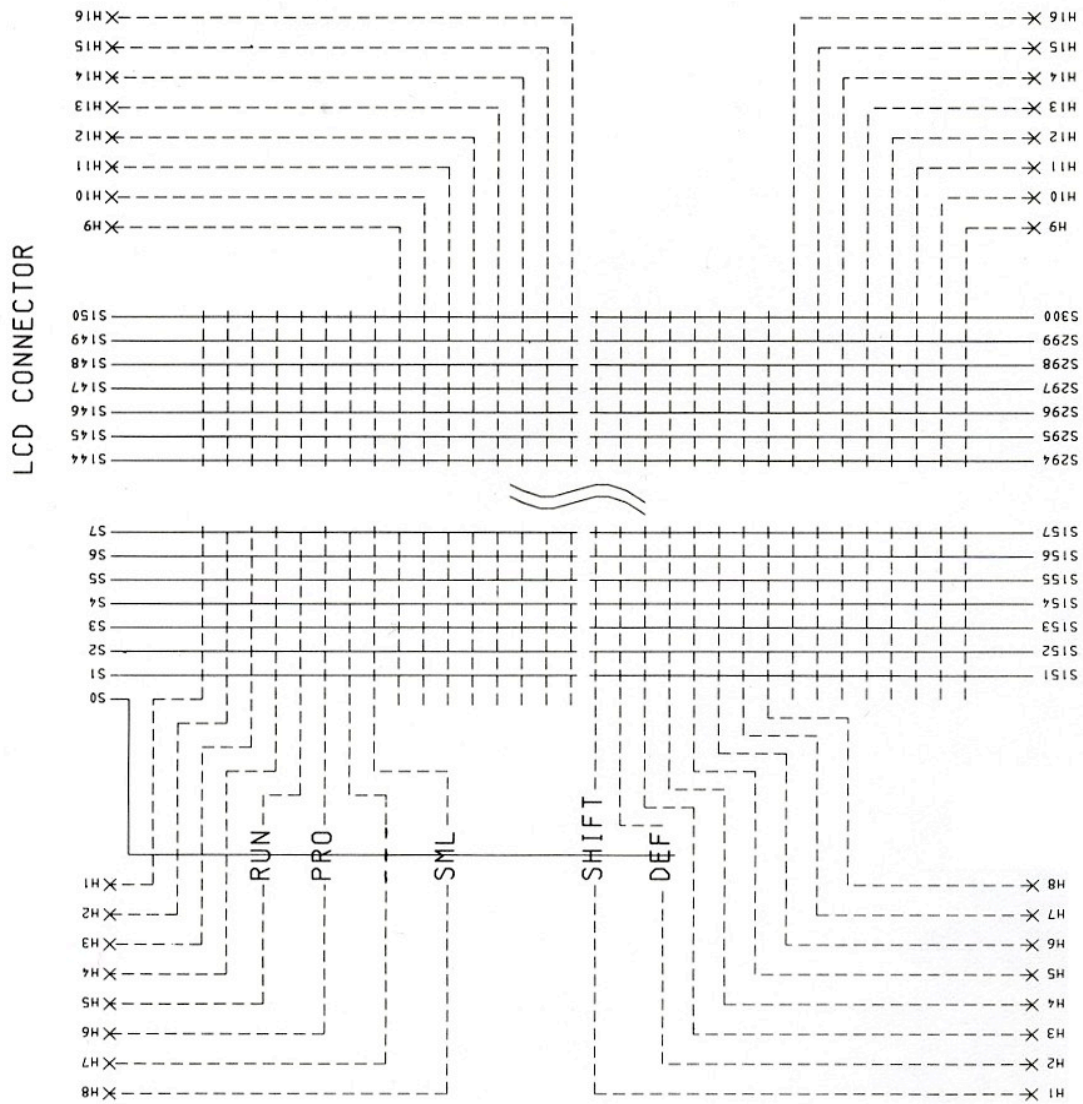 LCD CONNECTOR
H16
H15
H14
H13
H12
H11
H10
H9
S150
S149
S148
S147
S146
S145
S144
S7
S6
S5
S4
S3
S2
S1
S0
H1
H2
H3
H4
H5
H6
H7
H8
RUN
PRO
SML
SHIFT
DEF
H16
H15
H14
H13
H12
H11
H10
H9
S300
S299
S298
S297
S296
S295
S294
S157
S156
S155
S154
S153
S152
S151
H8
H7
H6
H5
H4
H3
H2
H1